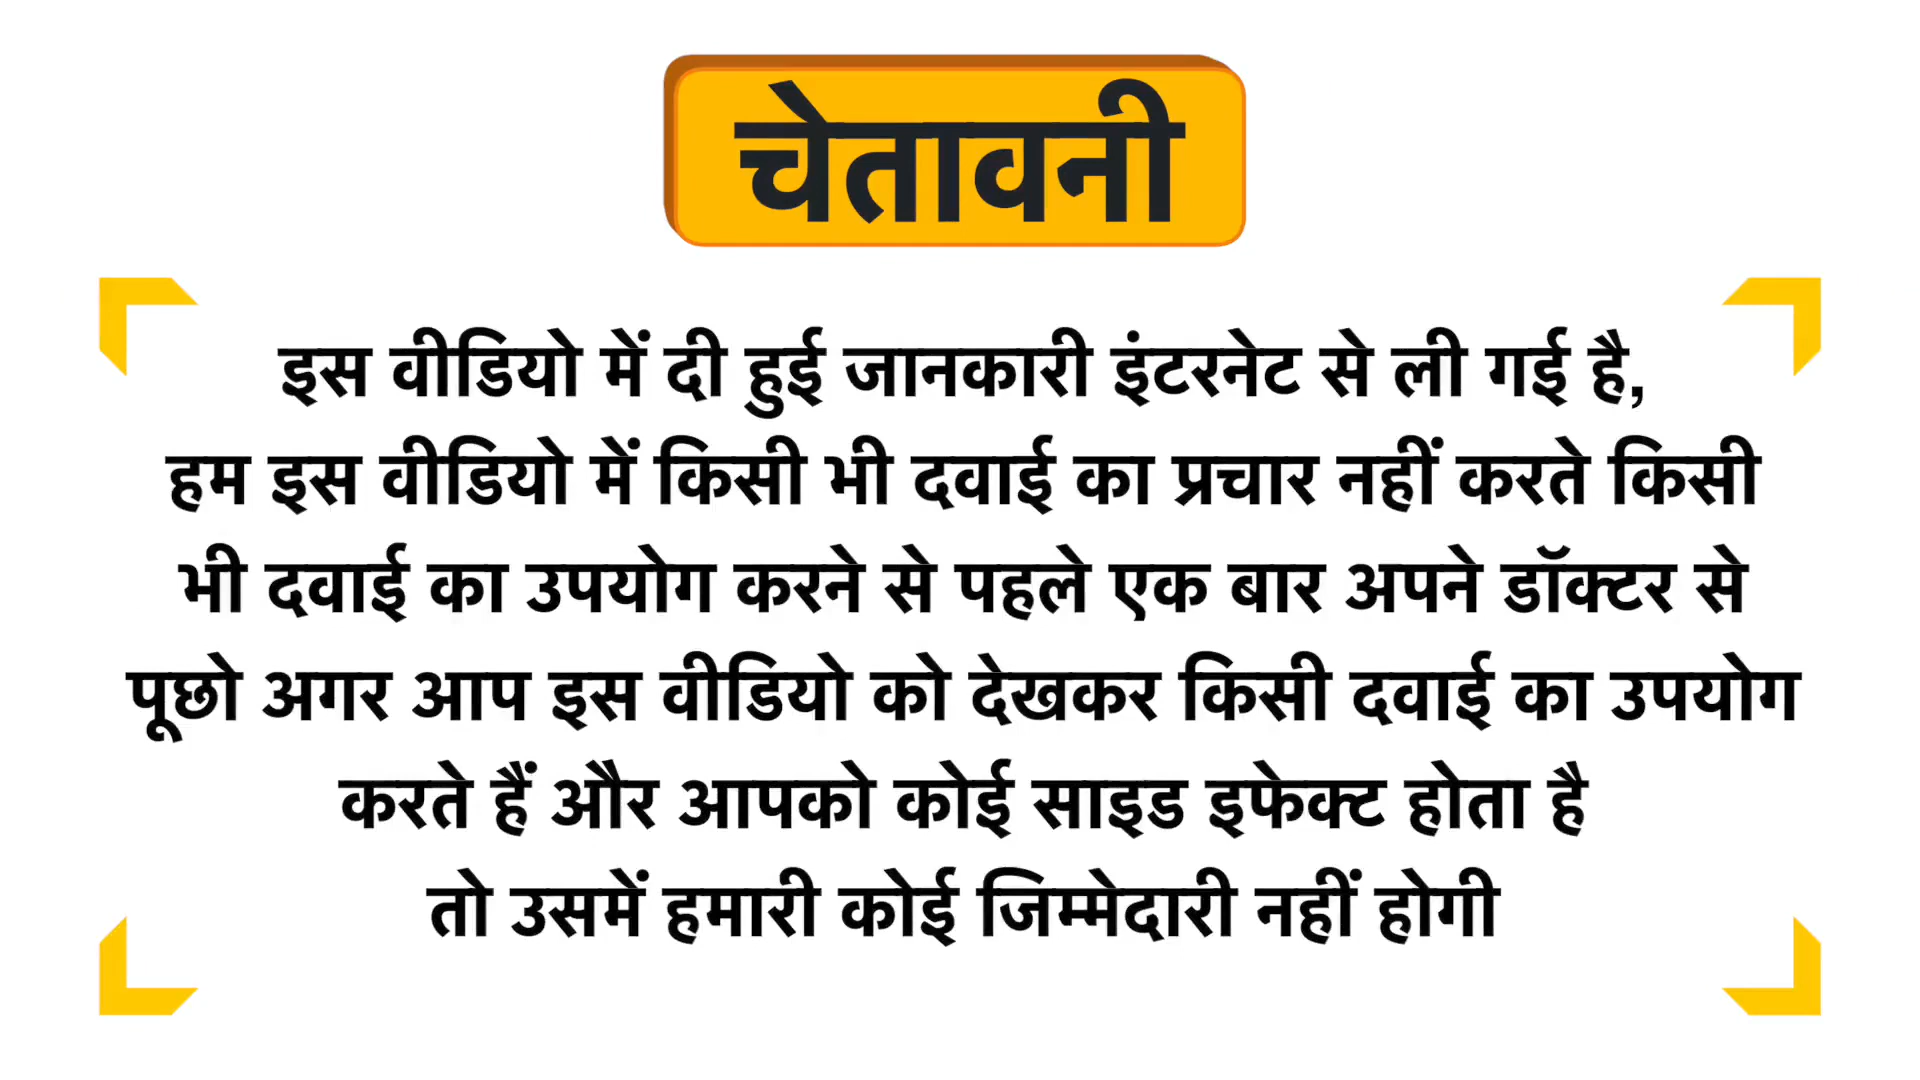 चेतावनी
इस वीडियो में दी हुई जानकारी इंटरनेट से ली गई है,
हम इस वीडियो में किसी भी दवाई का प्रचार नहीं करते किसी
भी दवाई का उपयोग करने से पहले एक बार अपने डॉक्टर से
पूछो अगर आप इस वीडियो को देखकर किसी दवाई का उपयोग
करते हैं और आपको कोई साइड इफेक्ट होता है
तो उसमें हमारी कोई जिम्मेदारी नहीं होगी